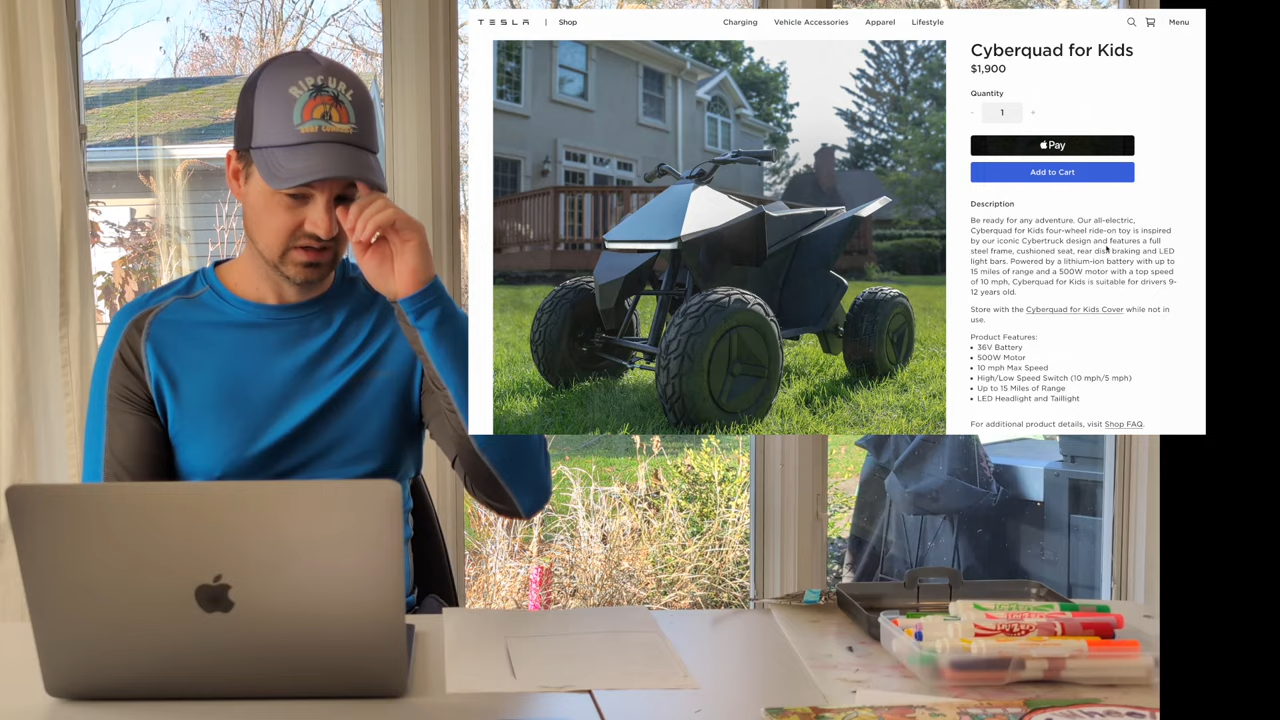 RIP CURL
SURF COMPANY
TESLA | Shop
Charging Vehicle Accessories Apparel Lifestyle
Menu
Cyberquad for Kids
$1,900
Quantity
- 1 +
Pay
Add to Cart
Description
Be ready for any adventure. Our all-electric,
Cyberquad for Kids four-wheel ride-on toy is inspired
by our iconic Cybertruck design and features a full
steel frame, cushioned seat, rear disk braking and LED
light bars. Powered by a lithium-ion battery with up to
15 miles of range and a 500W motor with a top speed
of 10 mph, Cyberquad for Kids is suitable for drivers 9-
12 years old.
Store with the Cyberquad for Kids Cover while not in
use.
Product Features:
• 36V Battery
• 500W Motor
• 10 mph Max Speed
• High/Low Speed Switch (10 mph/5 mph)
• Up to 15 Miles of Range
• LED Headlight and Taillight
For additional product details, visit Shop FAQ.